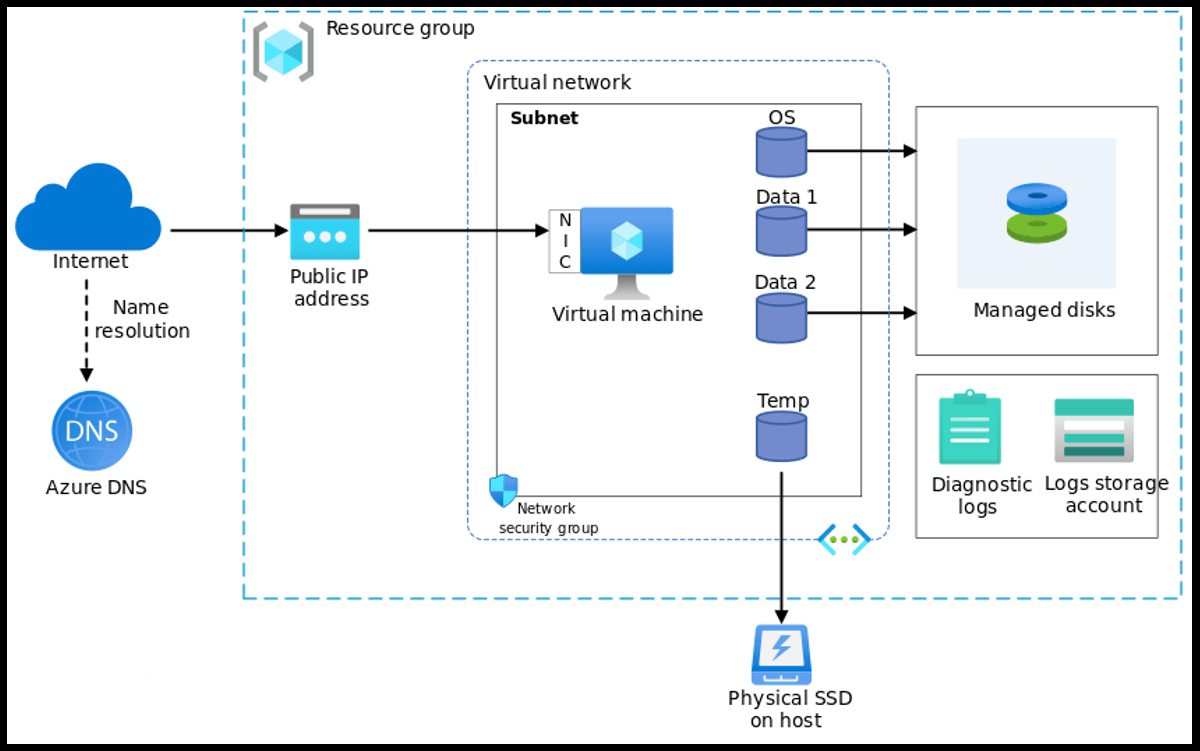 Resource group
Virtual network
Subnet
OS
Data 1
N
I
C
Internet
Public IP
address
Data 2
Virtual machine
Managed disks
Name
resolution
Temp
DNS
Azure DNS
Diagnostic
logs
Logs storage
account
Network
security group
Physical SSD
on host